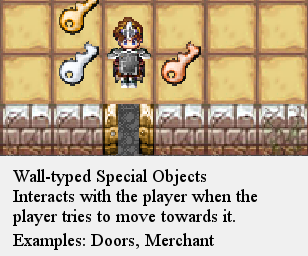 Wall-typed Special Objects
Interacts with the player when the
player tries to move towards it.
Examples: Doors, Merchant